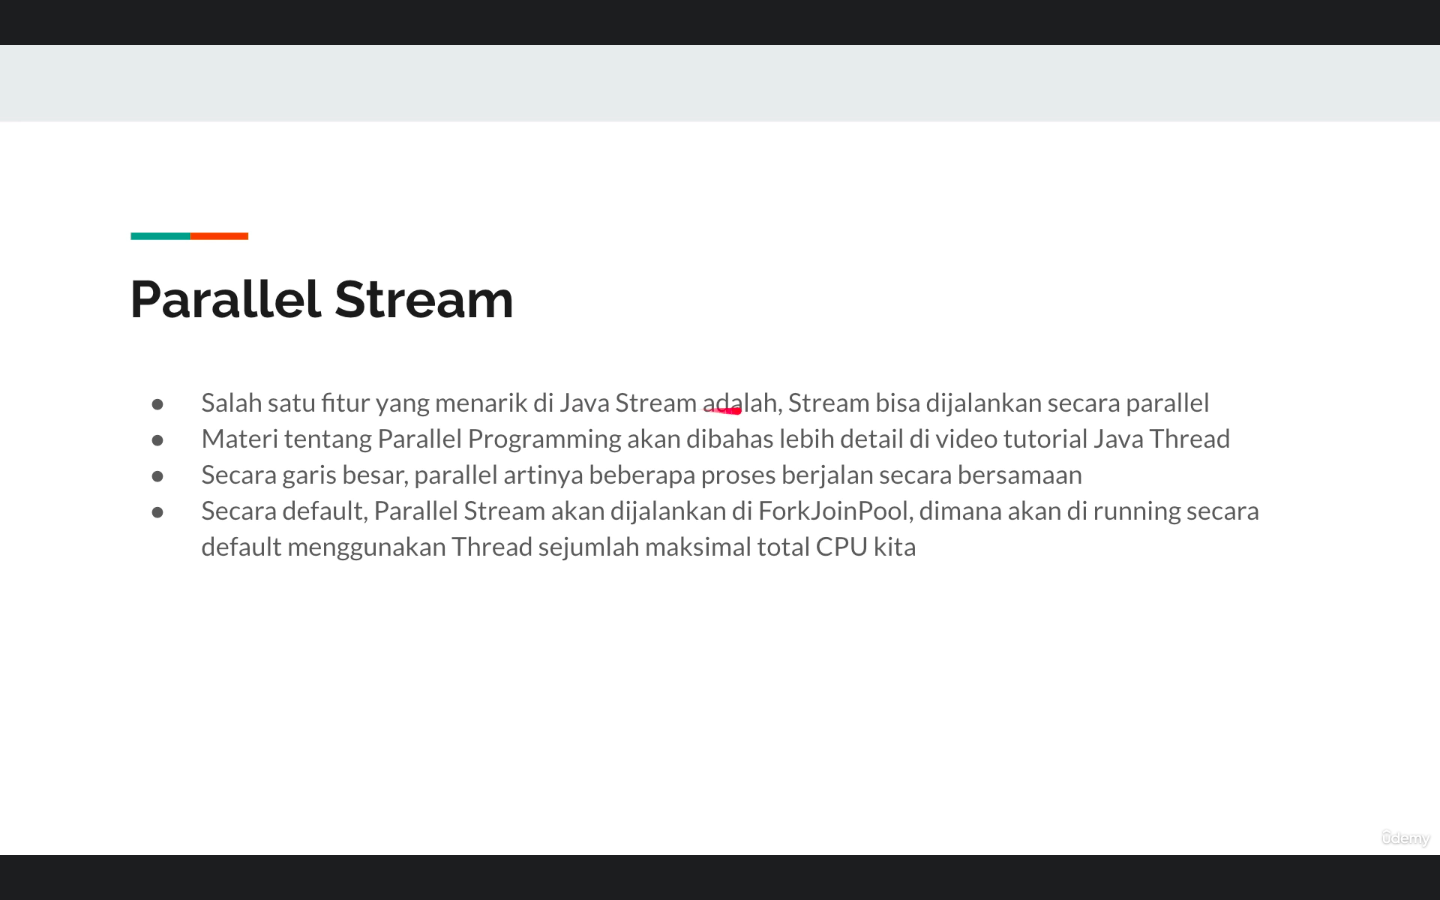 Parallel Stream
● Salah satu fitur yang menarik di Java Stream adalah, Stream bisa dijalankan secara parallel
● Materi tentang Parallel Programming akan dibahas lebih detail di video tutorial Java Thread
● Secara garis besar, parallel artinya beberapa proses berjalan secara bersamaan
● Secara default, Parallel Stream akan dijalankan di ForkJoinPool, dimana akan di running secara
default menggunakan Thread sejumlah maksimal total CPU kita
ûdemy